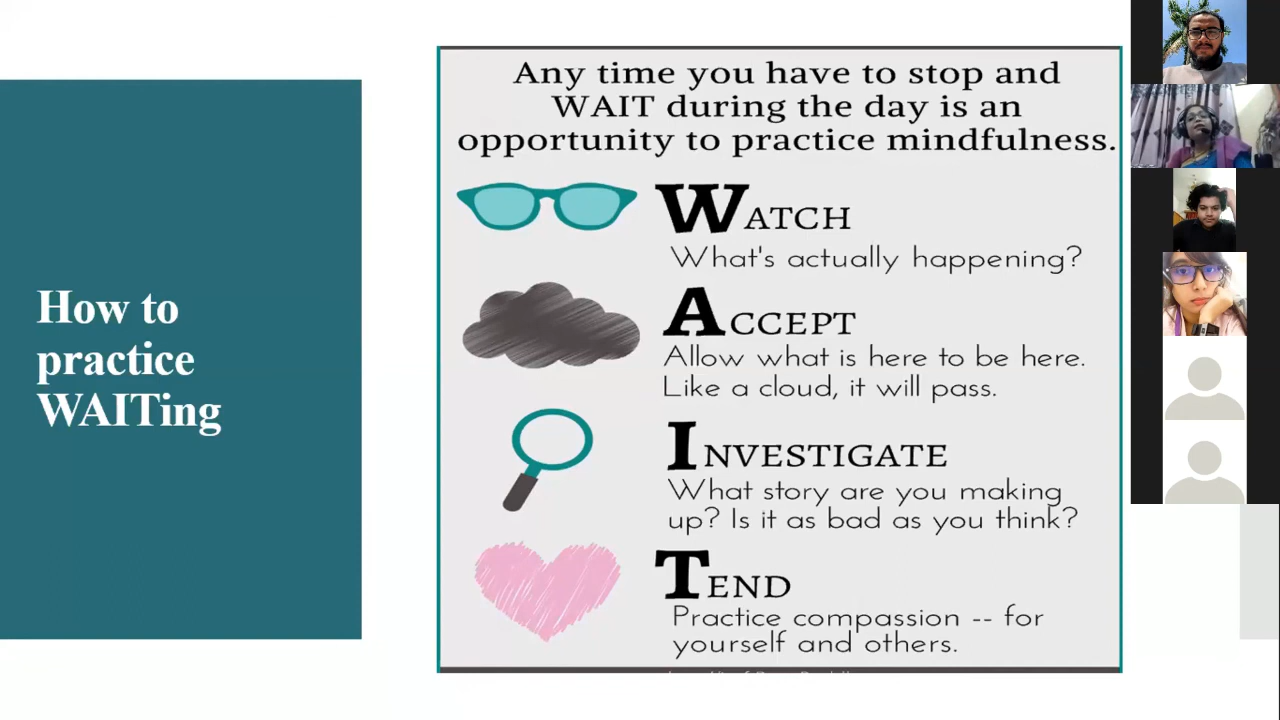 How to
practice
WAITing
Any time you have to stop and
WAIT during the day is an
opportunity to practice mindfulness.
WATCH
What's actually happening?
ACCEPT
Allow what is here to be here.
Like a cloud, it will pass.
INVESTIGATE
What story are you making
up? Is it as bad as you think?
TEND
Practice compassion -- for
yourself and others.